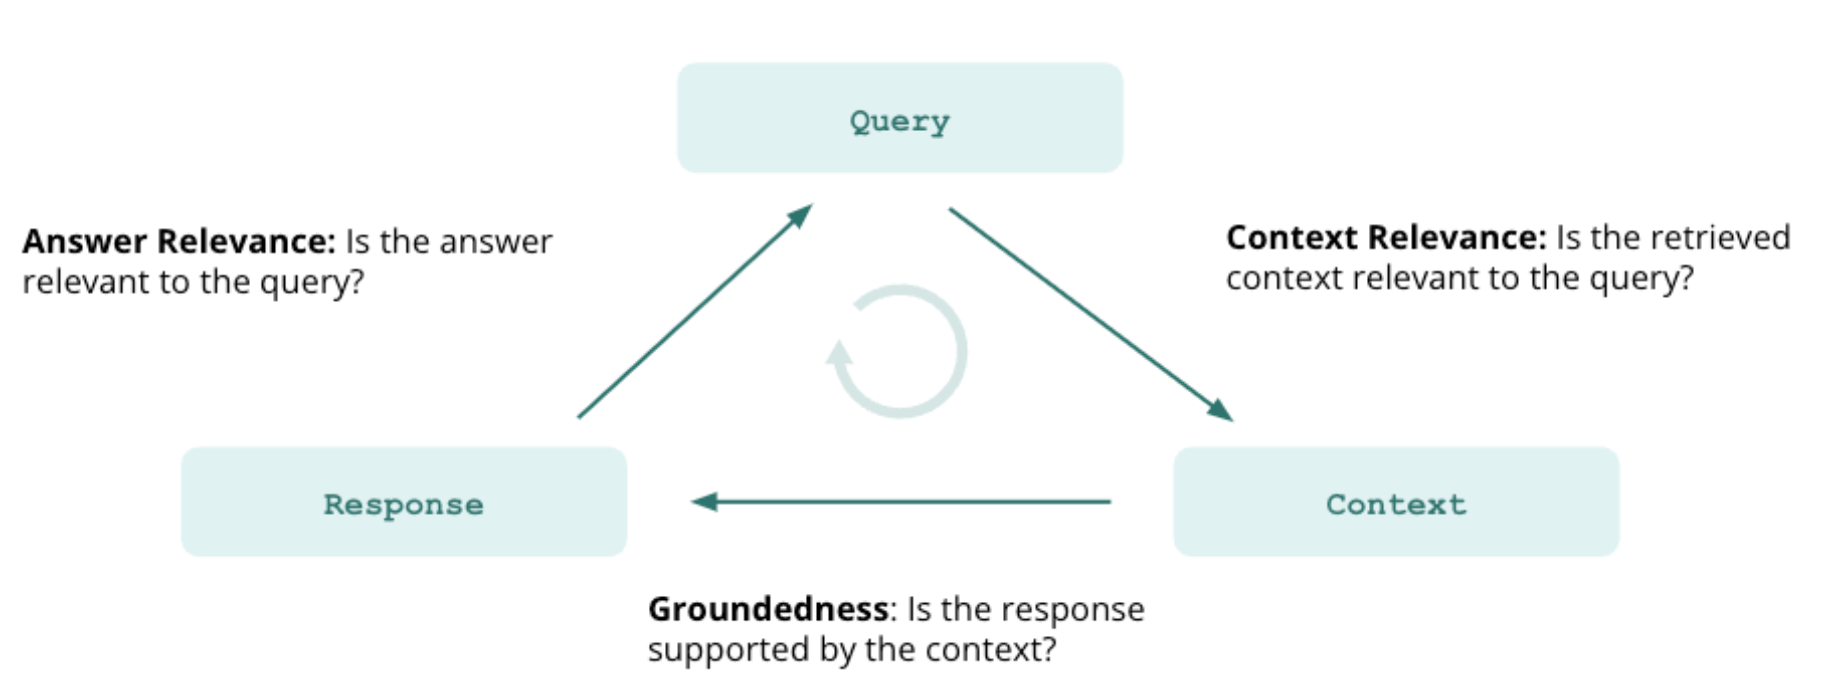 Query
Answer Relevance: Is the answer
relevant to the query?
Context Relevance: Is the retrieved
context relevant to the query?
Response
Context
Groundedness: Is the response
supported by the context?